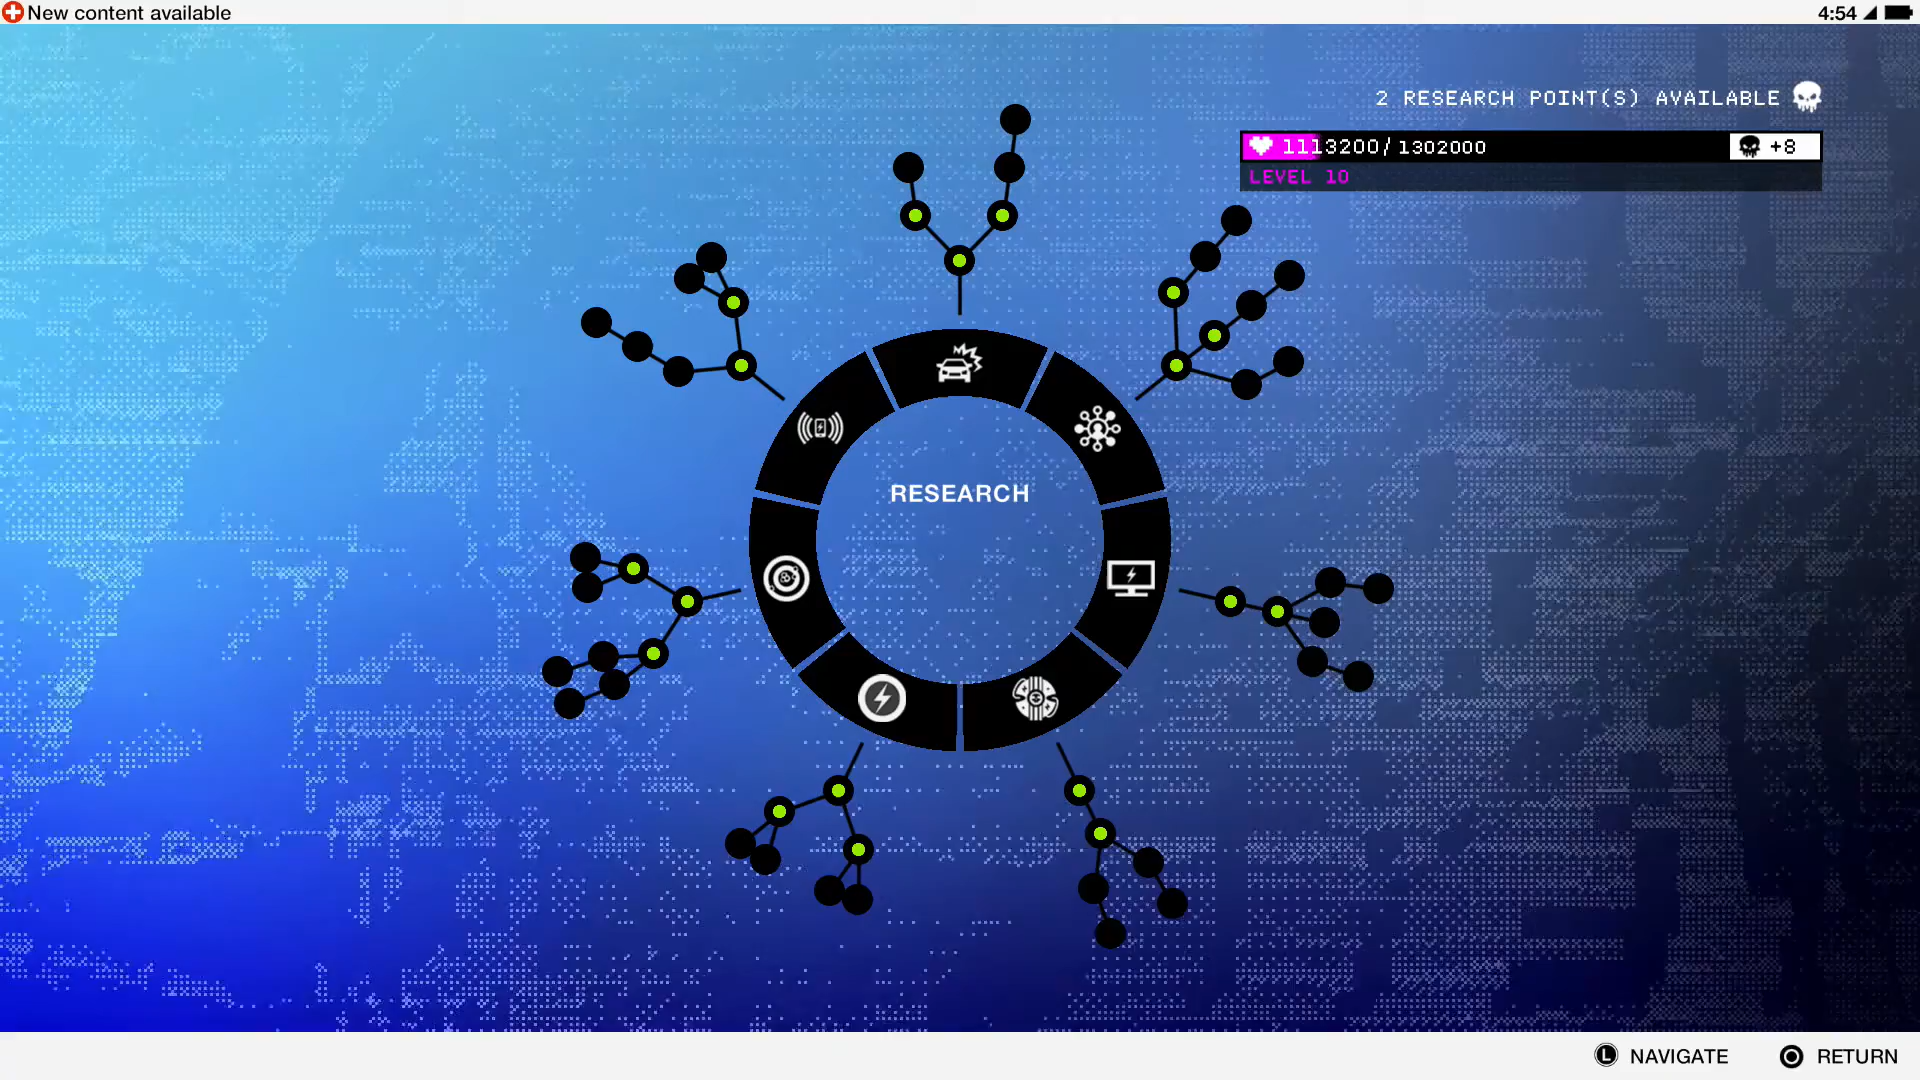 New content available
4:54
2 RESEARCH POINT(S) AVAILABLE
1113200/1302000
+8
LEVEL 10
RESEARCH
L NAVIGATE
RETURN